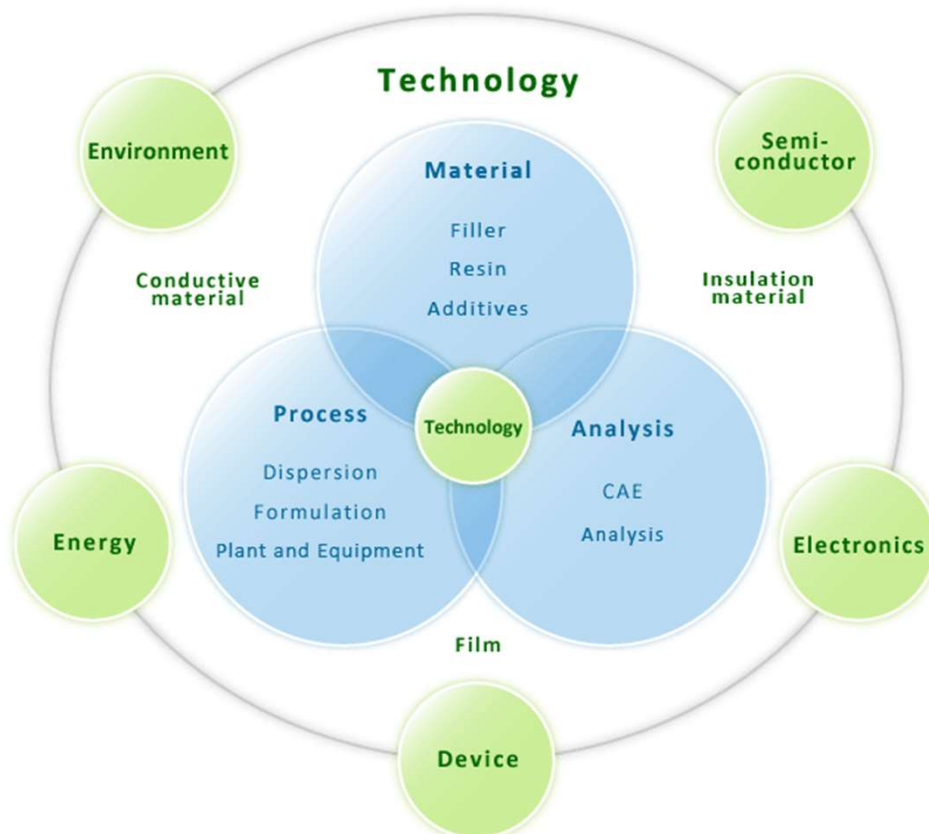 Technology
Environment
Semi-
conductor
Material
Filler
Resin
Additives
Conductive
material
Insulation
material
Process
Dispersion
Formulation
Plant and Equipment
Technology
Analysis
CAE
Analysis
Energy
Electronics
Film
Device